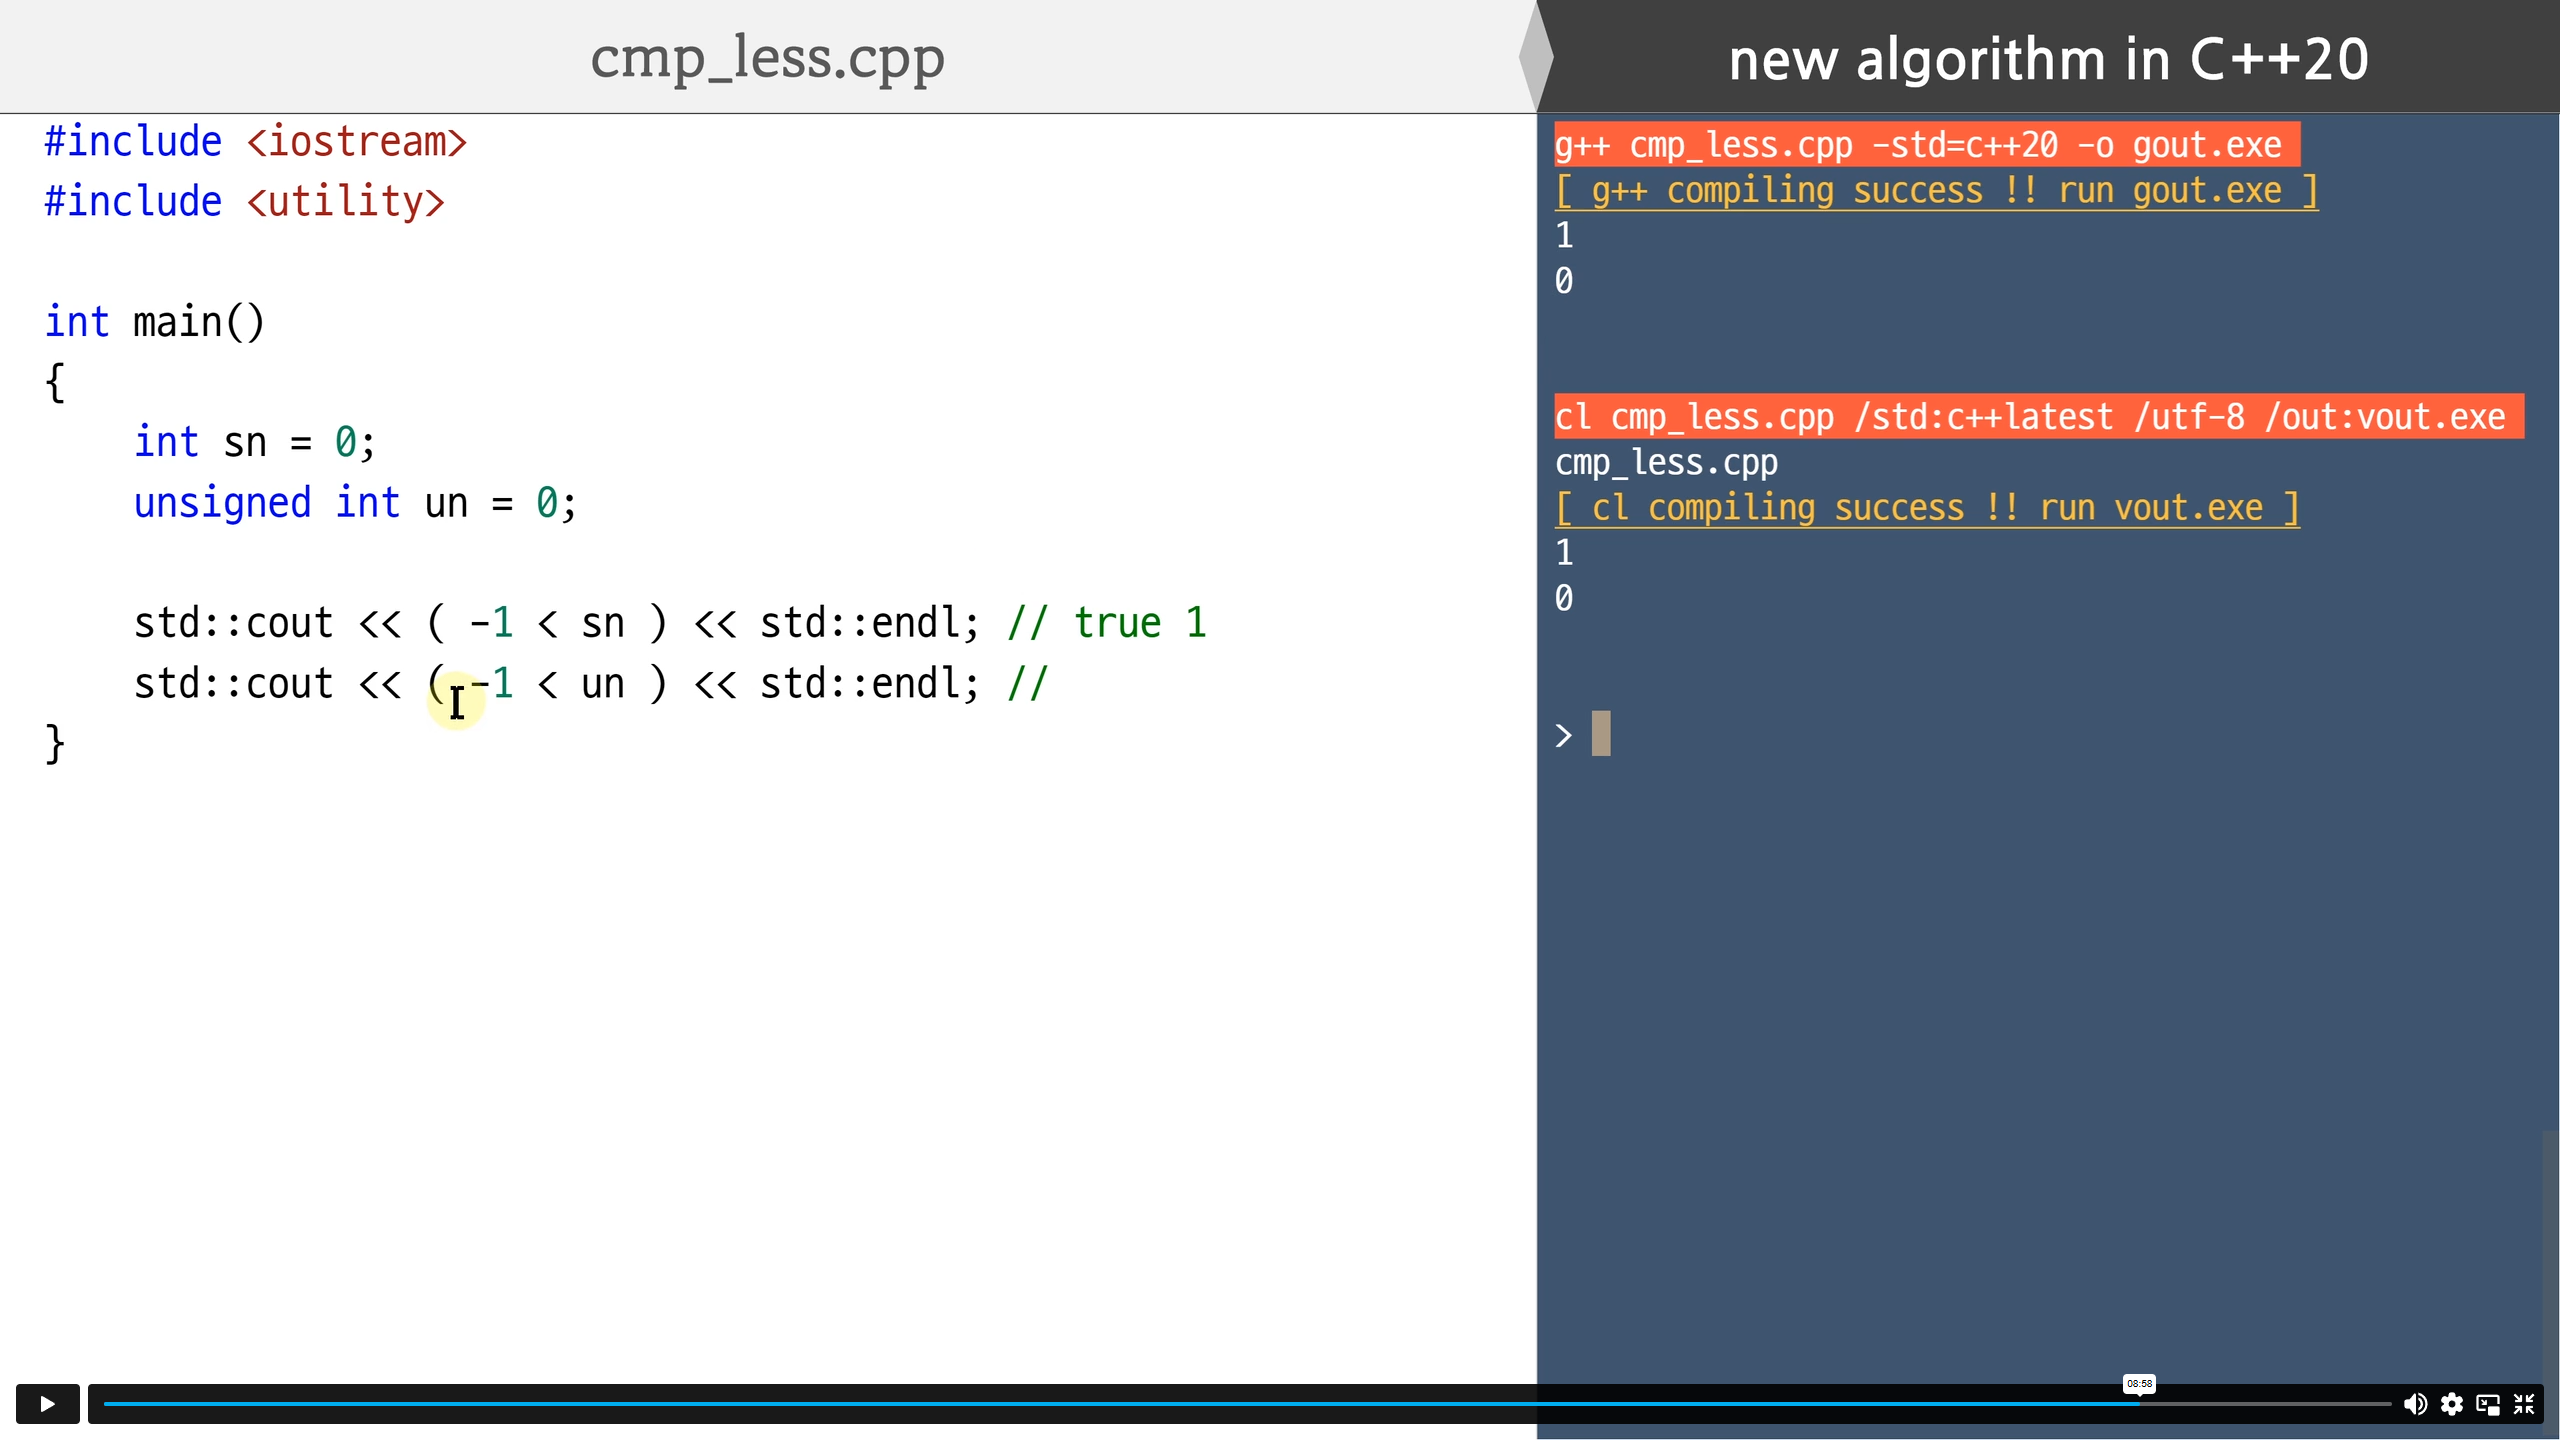 cmp_less.cpp
new algorithm in C++20
#include <iostream>
#include <utility>
int main()
{
int sn = 0;
unsigned int un = 0;
std::cout << ( -1 < sn ) << std::endl; // true 1
std::cout << ( -1 < un ) << std::endl; //
}
g++ cmp_less.cpp -std=c++20 -o gout.exe
[ g++ compiling success !! run gout.exe ]
1
0
cl cmp_less.cpp /std:c++latest /utf-8 /out:vout.exe
cmp_less.cpp
[ cl compiling success !! run vout.exe ]
1
0
>
08:58